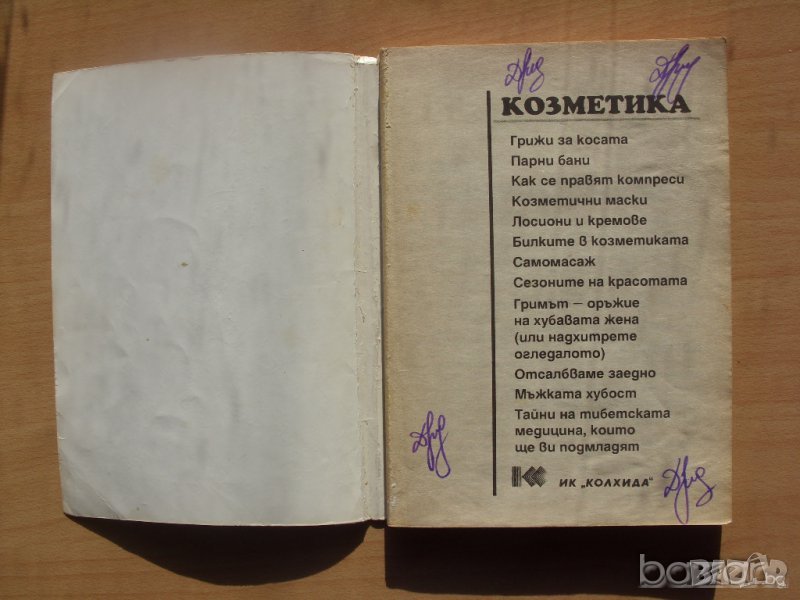 КОЗМЕТИКА
Грижи за косата
Парни бани
Как се правят компреси
Козметични маски
Лосиони и кремове
Билките в козметиката
Самомасаж
Сезоните на красотата
Гримът – оръжие
на хубавата жена
(или надхитрете
огледалото)
Отсалбваме заедно
Мъжката хубост
Тайни на тибетската
медицина, които
ще ви подмладят
ИК „КОЛХИДА“